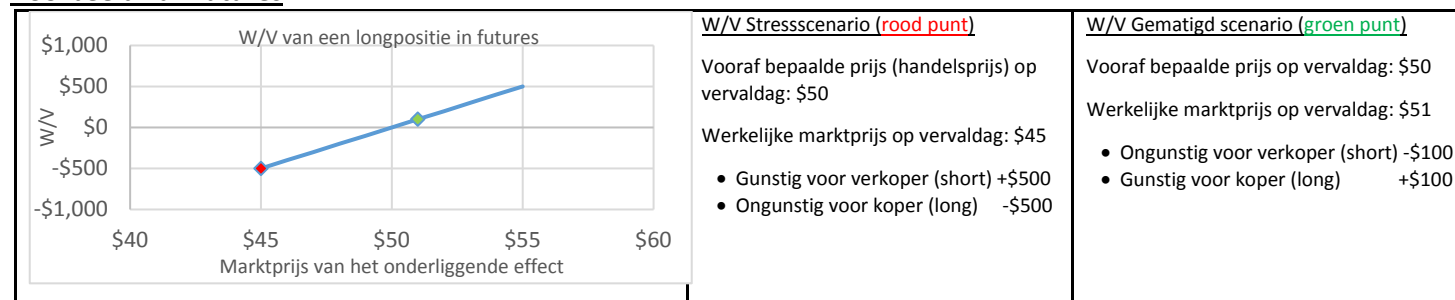 W/V van een longpositie in futures
$1,000
$500
$0
-$500
-$1,000
W/V
$40 $45 $50 $55 $60
Marktprijs van het onderliggende effect
W/V Stressscenario (rood punt)
Vooraf bepaalde prijs (handelsprijs) op
vervaldag: $50
Werkelijke marktprijs op vervaldag: $45
• Gunstig voor verkoper (short) +$500
• Ongunstig voor koper (long) -$500
W/V Gematigd scenario (groen punt)
Vooraf bepaalde prijs op vervaldag: $50
Werkelijke marktprijs op vervaldag: $51
• Ongunstig voor verkoper (short) -$100
• Gunstig voor koper (long) +$100